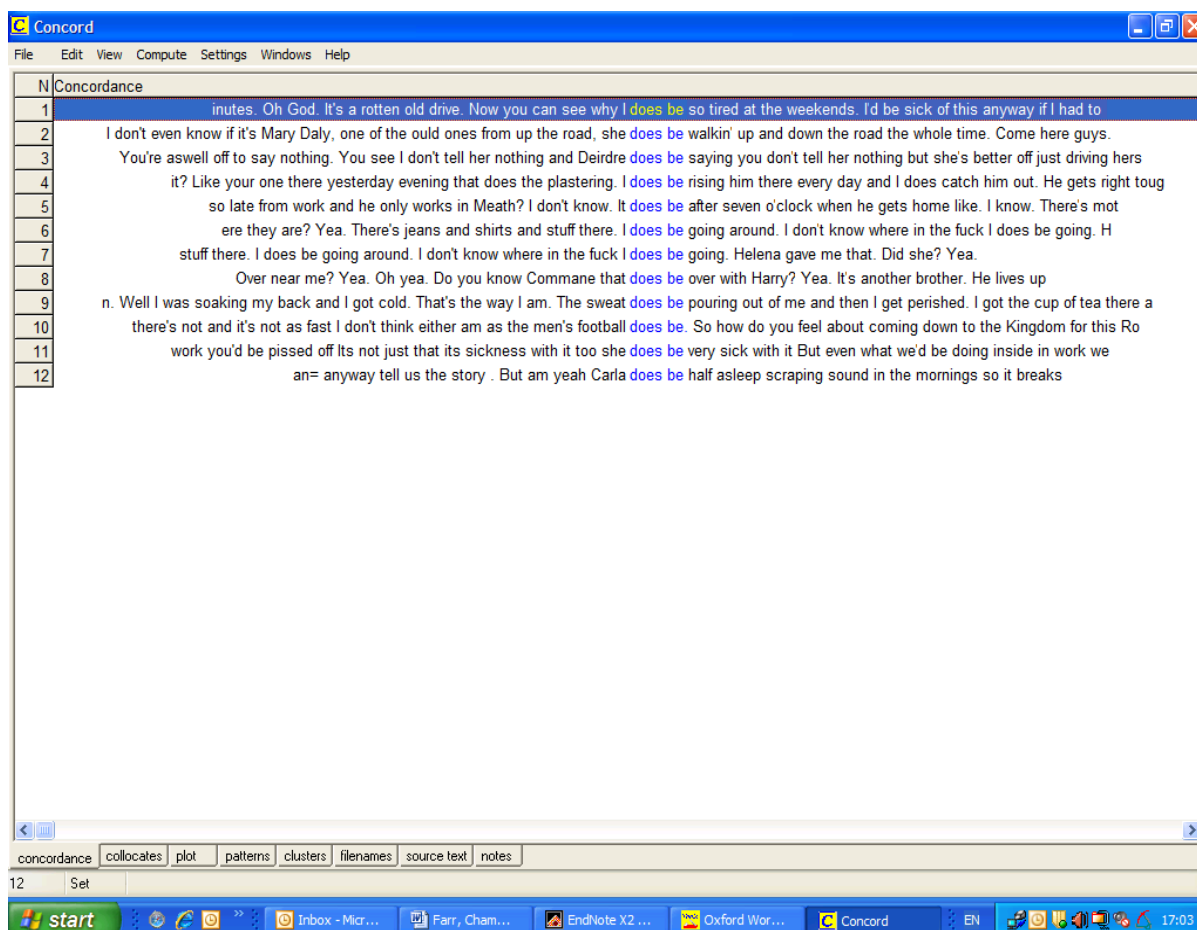 Concord
File Edit View Compute Settings Windows Help
N Concordance
1 inutes. Oh God. It's a rotten old drive. Now you can see why I does be so tired at the weekends. I'd be sick of this anyway if I had to
2 I don't even know if it's Mary Daly, one of the ould ones from up the road, she does be walkin' up and down the road the whole time. Come here guys.
3 You're aswell off to say nothing. You see I don't tell her nothing and Deirdre does be saying you don't tell her nothing but she's better off just driving hers
4 it? Like your one there yesterday evening that does the plastering. I does be rising him there every day and I does catch him out. He gets right toug
5 so late from work and he only works in Meath? I don't know. It does be after seven o'clock when he gets home like. I know. There's mot
6 ere they are? Yea. There's jeans and shirts and stuff there. I does be going around. I don't know where in the fuck I does be going. H
7 stuff there. I does be going around. I don't know where in the fuck I does be going. Helena gave me that. Did she? Yea.
8 Over near me? Yea. Oh yea. Do you know Commane that does be over with Harry? Yea. It's another brother. He lives up
9 n. Well I was soaking my back and I got cold. That's the way I am. The sweat does be pouring out of me and then I get perished. I got the cup of tea there a
10 there's not and it's not as fast I don't think either am as the men's football does be. So how do you feel about coming down to the Kingdom for this Ro
11 work you'd be pissed off Its not just that its sickness with it too she does be very sick with it But even what we'd be doing inside in work we
12 an= anyway tell us the story . But am yeah Carla does be half asleep scraping sound in the mornings so it breaks
concordance collocates plot patterns clusters filenames source text notes
12 Set
start Inbox - Micr... Farr, Cham... EndNote X2 ... Oxford Wor... Concord EN 17:03